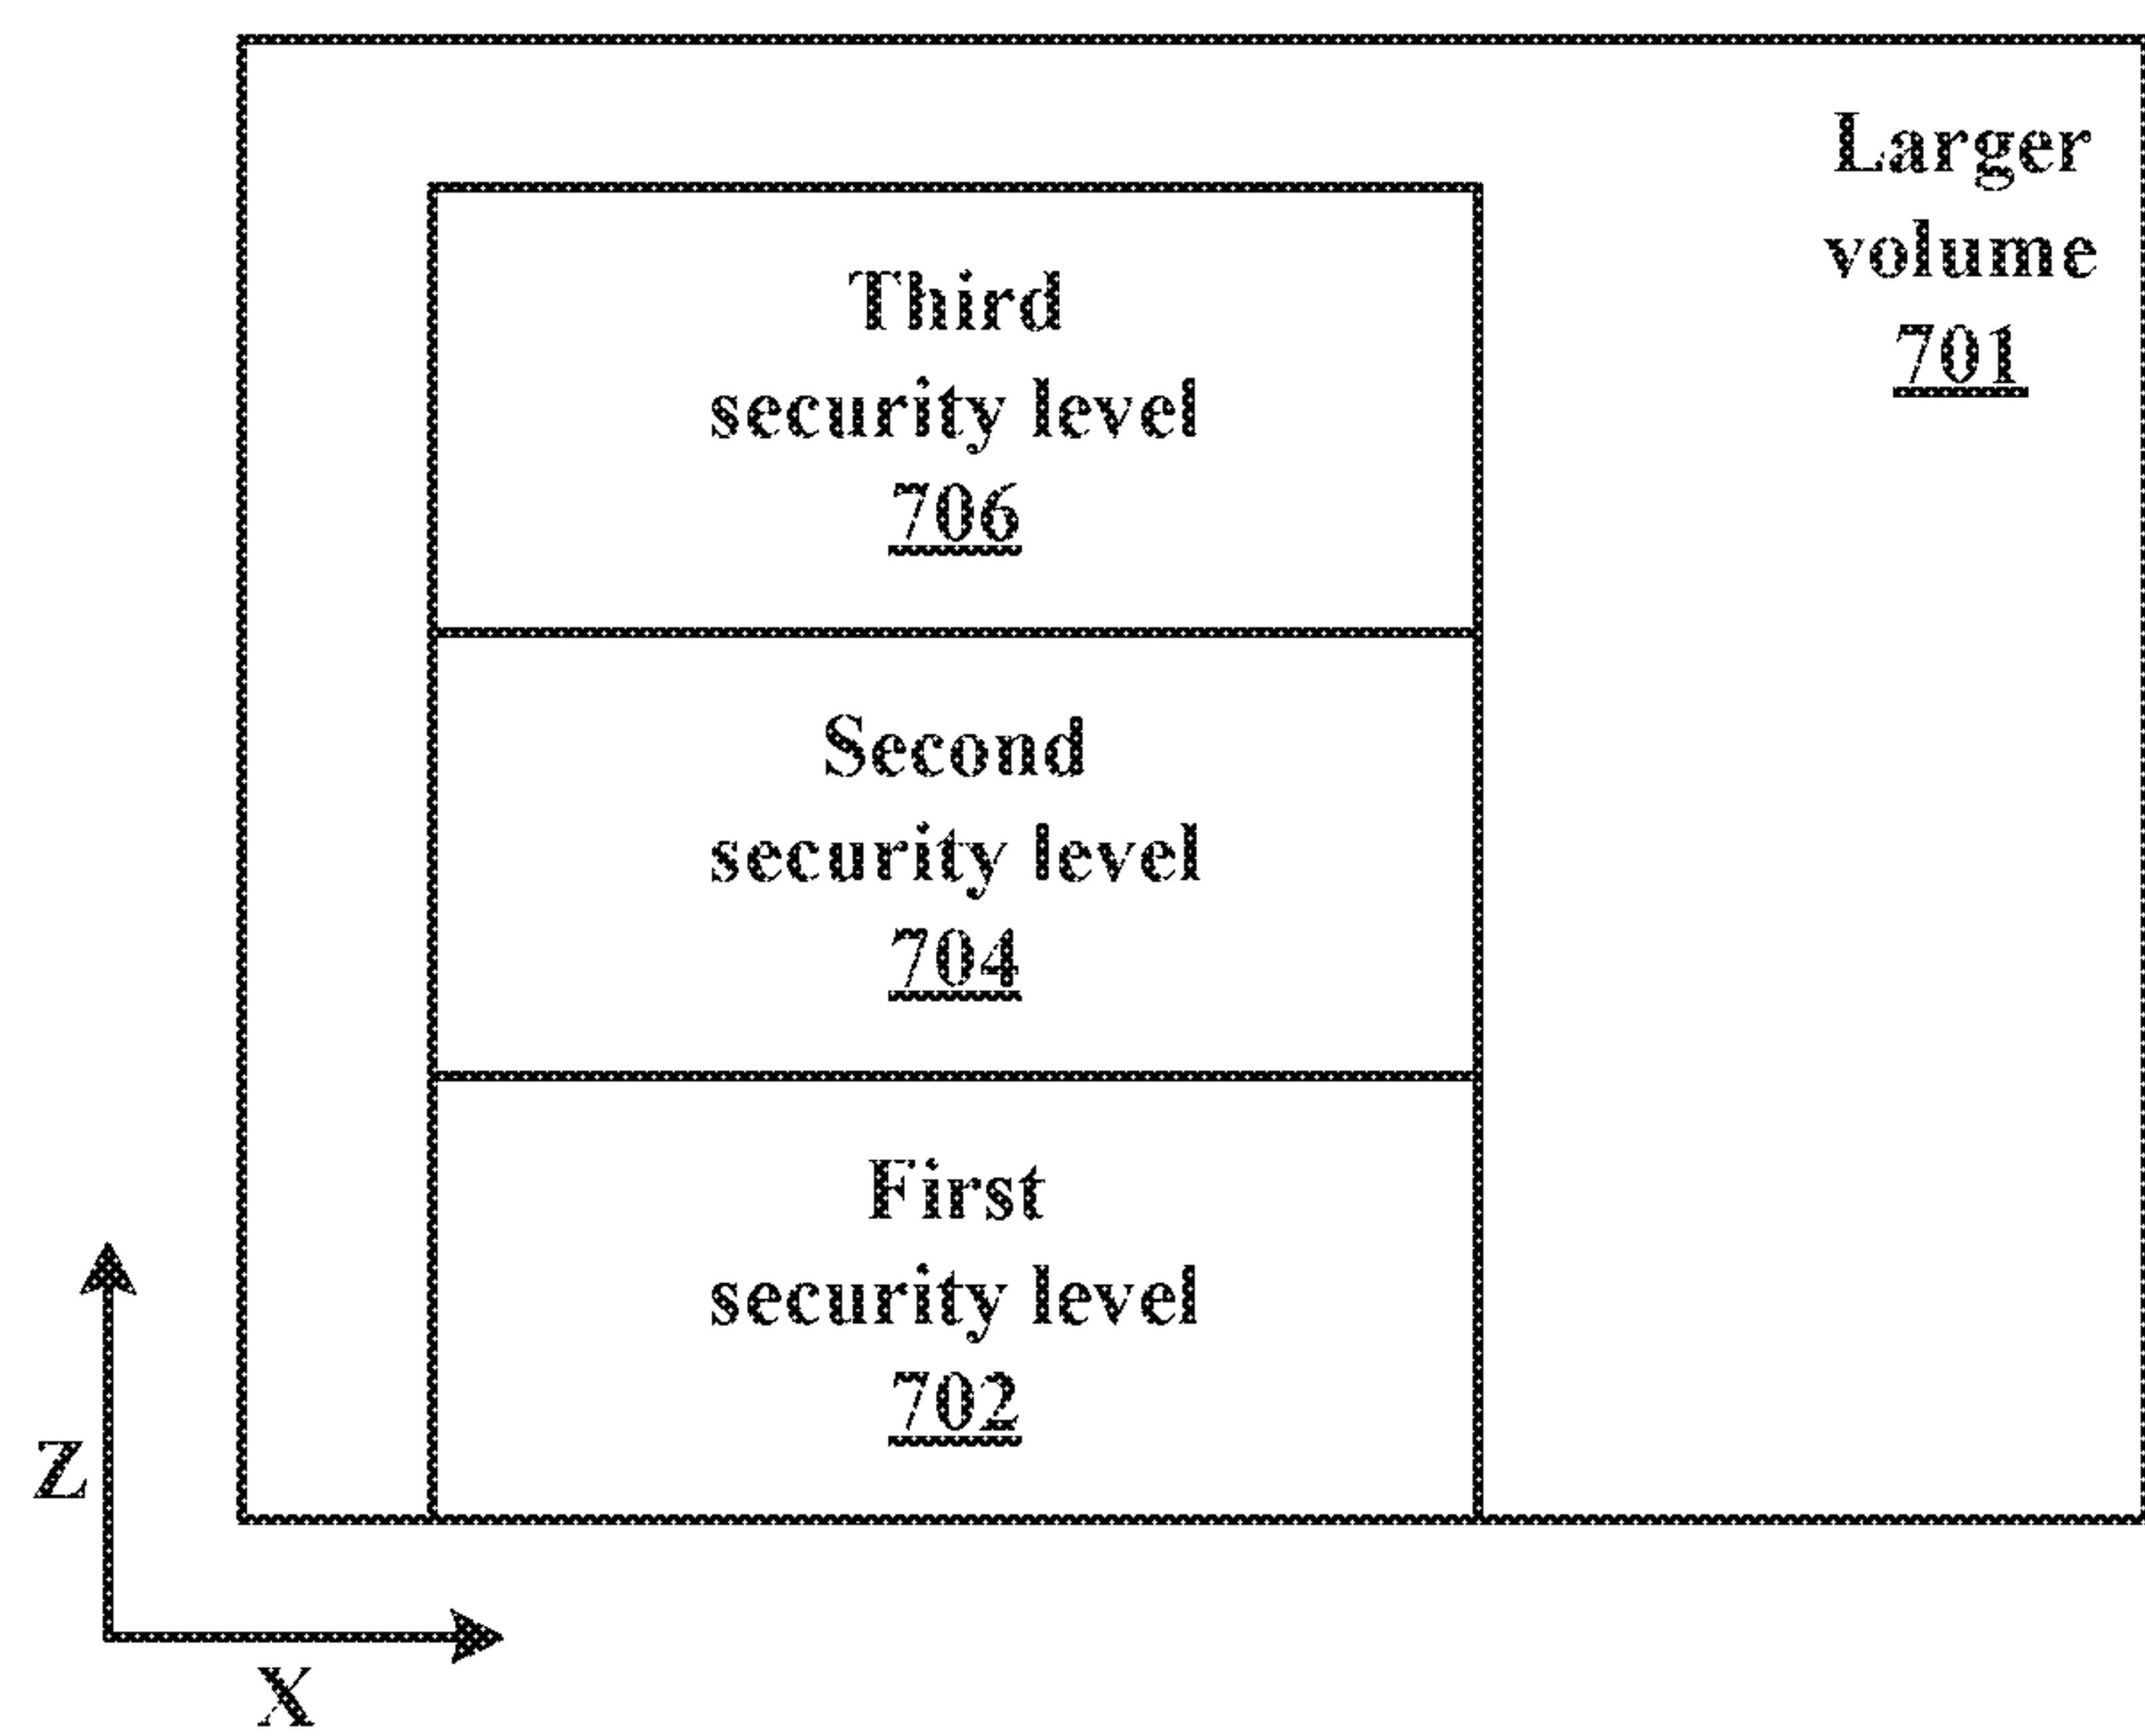 Larger
volume
701
Third
security level
706
Second
security level
704
First
security level
702
Z
X